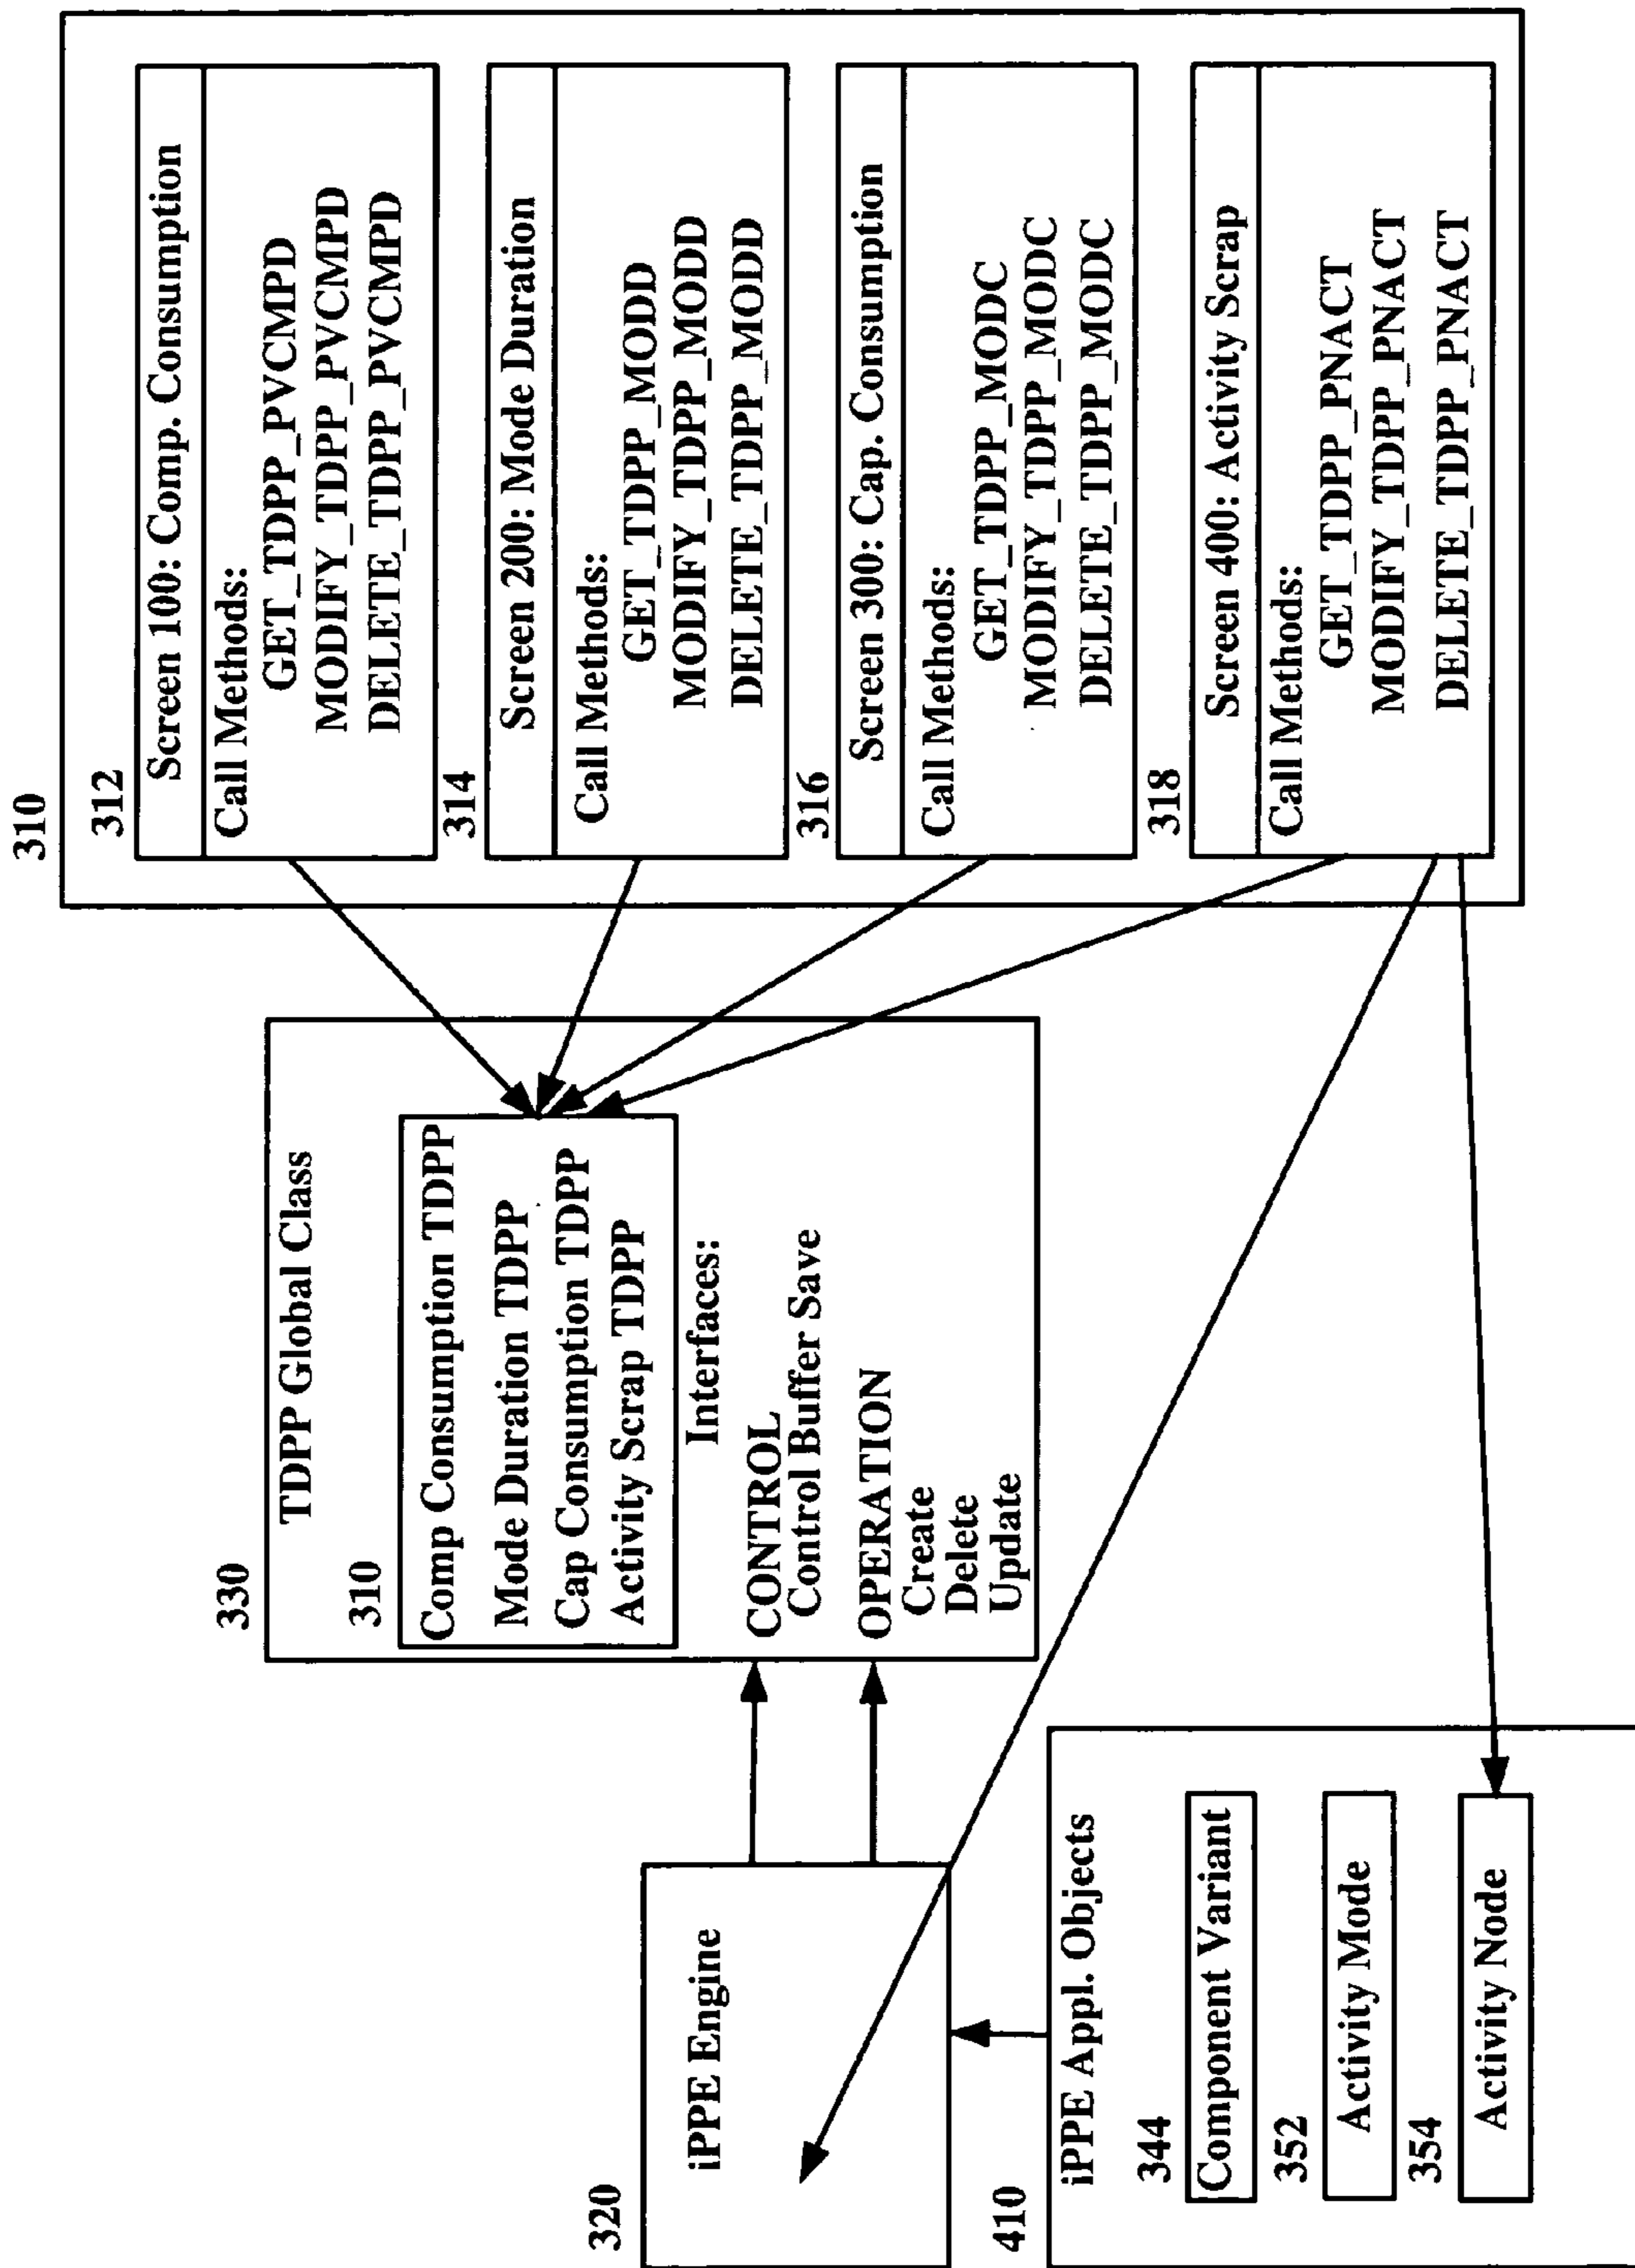 310
312
Screen 100: Comp. Consumption
Call Methods:
GET_TDPP_PVCMPD
MODIFY_TDPP_PVCMPD
DELETE_TDPP_PVCMPD
314
Screen 200: Mode Duration
Call Methods:
GET_TDPP_MODD
MODIFY_TDPP_MODD
DELETE_TDPP_MODD
316
Screen 300: Cap. Consumption
Call Methods:
GET_TDPP_MODC
MODIFY_TDPP_MODC
DELETE_TDPP_MODC
318
Screen 400: Activity Scrap
Call Methods:
GET_TDPP_PNACT
MODIFY_TDPP_PNACT
DELETE_TDPP_PNACT
330
TDPP Global Class
310
Comp Consumption TDPP
Mode Duration TDPP
Cap Consumption TDPP
Activity Scrap TDPP
Interfaces:
CONTROL
Control Buffer Save
OPERATION
Create
Delete
Update
320
iPPE Engine
410
iPPE Appl. Objects
344
Component Variant
352
Activity Mode
354
Activity Node